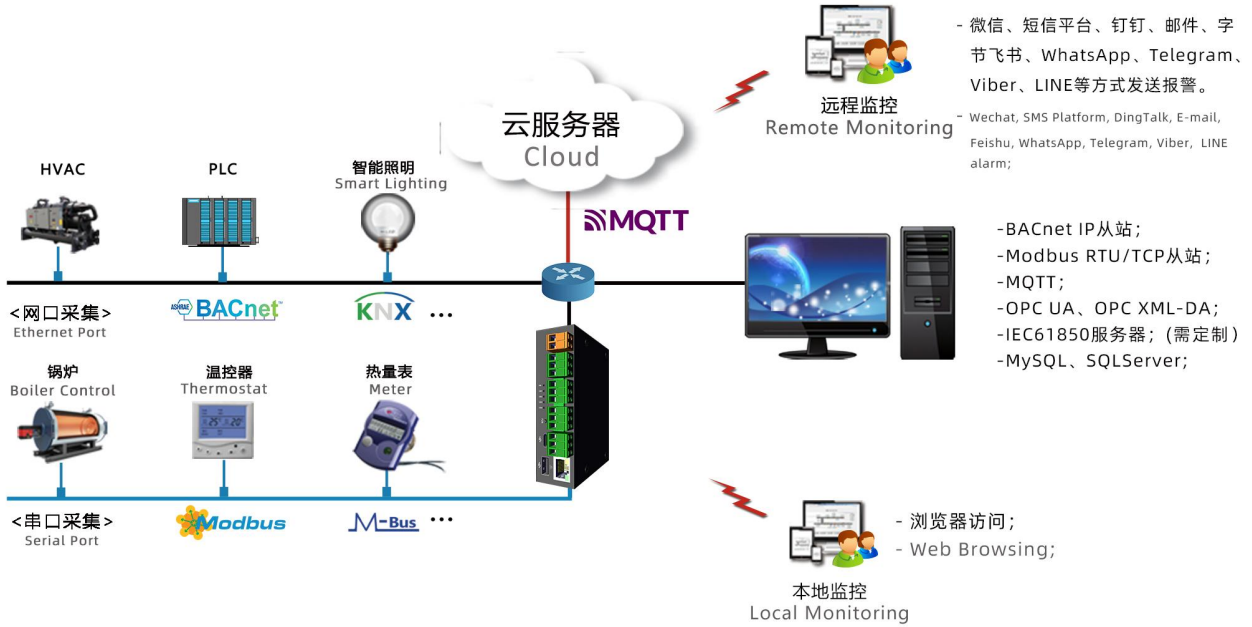 - 微信、短信平台、钉钉、邮件、字
节飞书、WhatsApp、Telegram、
Viber、LINE等方式发送报警。
- Wechat, SMS Platform, DingTalk, E-mail,
Feishu, WhatsApp, Telegram, Viber, LINE
alarm;
远程监控
Remote Monitoring
云服务器
Cloud
MQTT
HVAC
PLC
智能照明
Smart Lighting
<网口采集>
Ethernet Port
ASHRAE BACnet™
KNX
...
-BACnet IP从站;
-Modbus RTU/TCP从站;
-MQTT;
-OPC UA、OPC XML-DA;
-IEC61850服务器; (需定制)
-MySQL、SQLServer;
锅炉
Boiler Control
温控器
Thermostat
25° 20°
热量表
Meter
<串口采集>
Serial Port
Modbus
M-Bus
...
- 浏览器访问;
- Web Browsing;
本地监控
Local Monitoring